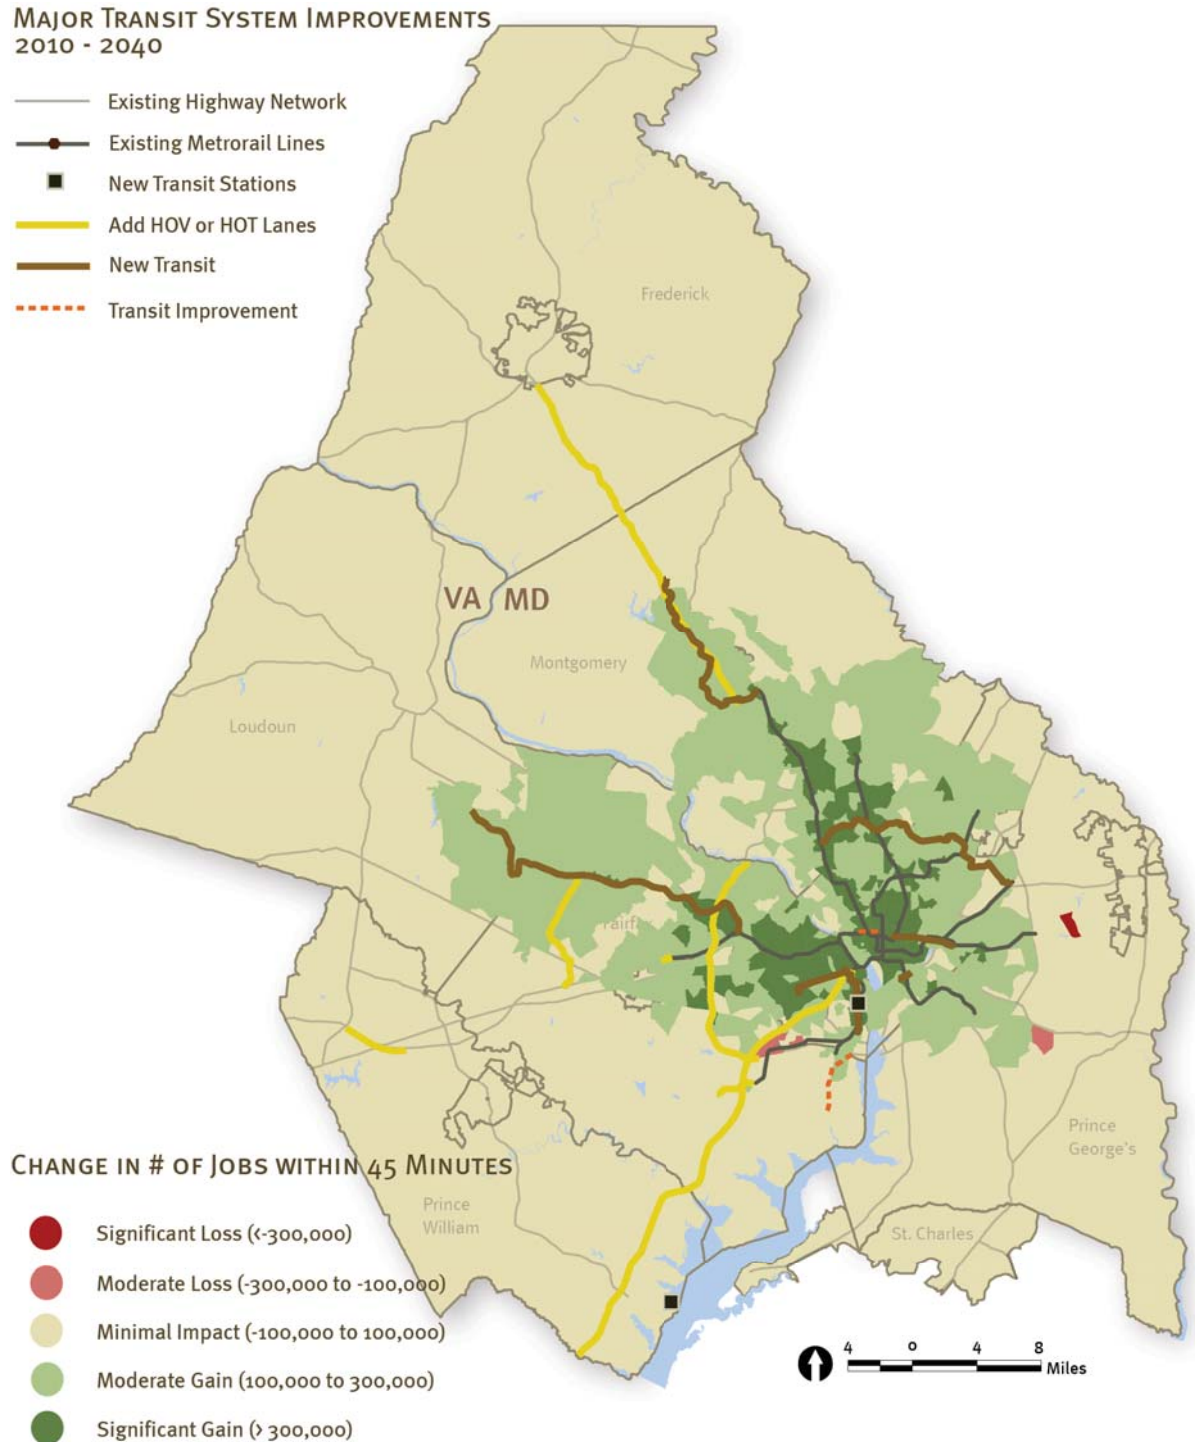 Major Transit System Improvements
2010 - 2040
Existing Highway Network
Existing Metrorail Lines
New Transit Stations
Add HOV or HOT Lanes
New Transit
Transit Improvement
Frederick
VA MD
Montgomery
Loudoun
Fairfax
Prince
George's
Change in # of Jobs within 45 Minutes
Prince
William
St. Charles
Significant Loss (<-300,000)
Moderate Loss (-300,000 to -100,000)
Minimal Impact (-100,000 to 100,000)
Moderate Gain (100,000 to 300,000)
Significant Gain (> 300,000)
4 0 4 8
Miles